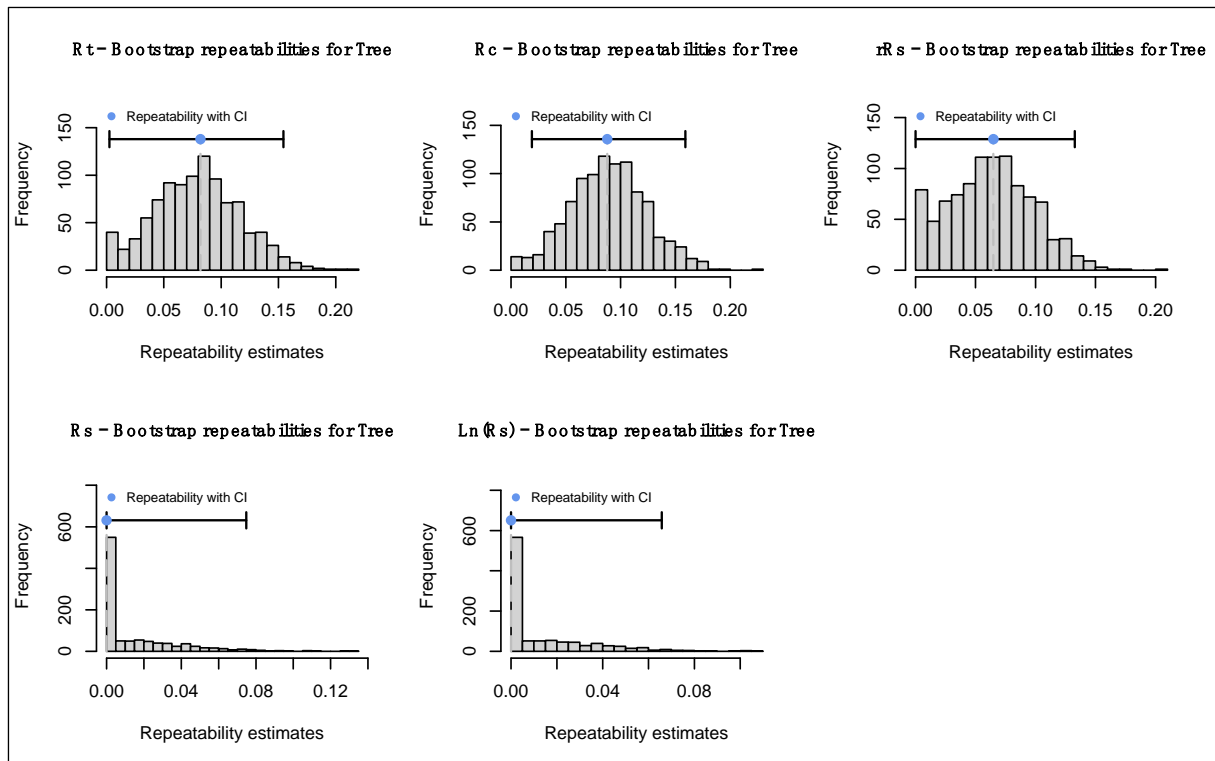 Rt – Bootstrap repeatabilities for Tree
Repeatability with CI
Frequency
0 50 100 150
0.00 0.05 0.10 0.15 0.20
Repeatability estimates
Rc – Bootstrap repeatabilities for Tree
Repeatability with CI
Frequency
0 50 100 150
0.00 0.05 0.10 0.15 0.20
Repeatability estimates
rRs – Bootstrap repeatabilities for Tree
Repeatability with CI
Frequency
0 50 100 150
0.00 0.05 0.10 0.15 0.20
Repeatability estimates
Rs – Bootstrap repeatabilities for Tree
Repeatability with CI
Frequency
0 200 600
0.00 0.04 0.08 0.12
Repeatability estimates
Ln(Rs) – Bootstrap repeatabilities for Tree
Repeatability with CI
Frequency
0 200 600
0.00 0.04 0.08
Repeatability estimates